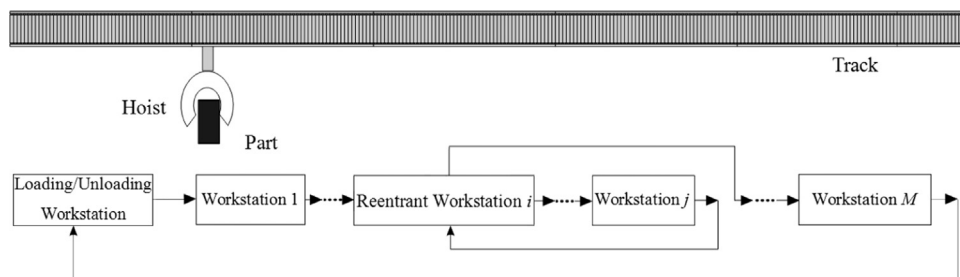 Track
Hoist
Part
Loading/Unloading
Workstation
Workstation 1
Reentrant Workstation i
Workstation j
Workstation M